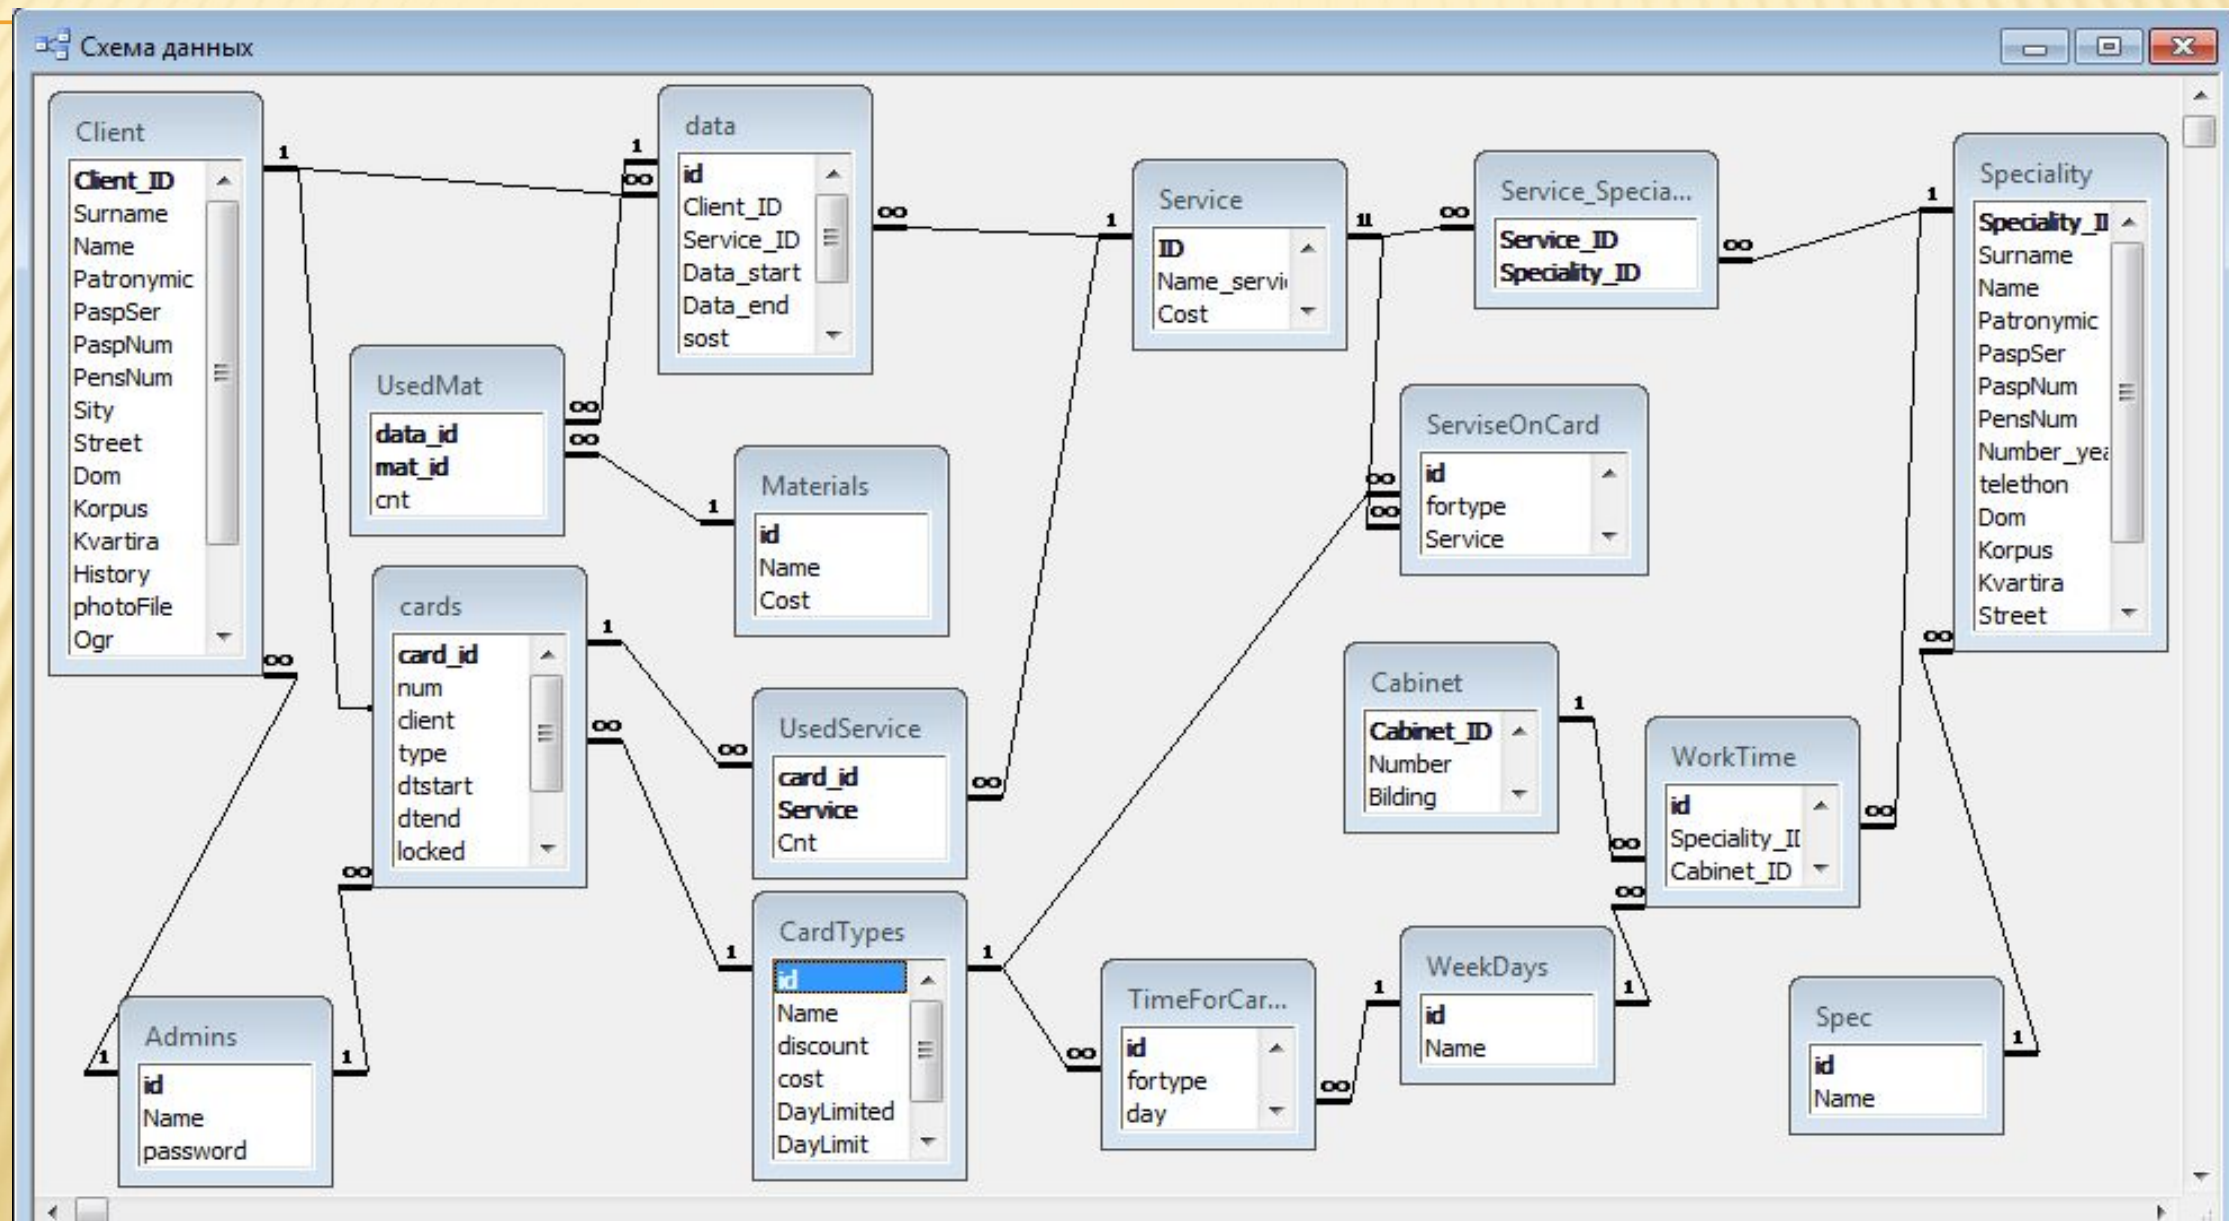 Схема данных
Client
Client_ID
Surname
Name
Patronymic
PaspSer
PaspNum
PensNum
Sity
Street
Dom
Korpus
Kvartira
History
photoFile
Ogr
data
id
Client_ID
Service_ID
Data_start
Data_end
sost
Service
ID
Name_servi
Cost
Service_Specia...
Service_ID
Speciality_ID
Speciality
Speciality_II
Surname
Name
Patronymic
PaspSer
PaspNum
PensNum
Number_yea
telethon
Dom
Korpus
Kvartira
Street
UsedMat
data_id
mat_id
cnt
Materials
id
Name
Cost
ServiseOnCard
id
fortype
Service
cards
card_id
num
client
type
dtstart
dtend
locked
UsedService
card_id
Service
Cnt
Cabinet
Cabinet_ID
Number
Bilding
WorkTime
id
Speciality_II
Cabinet_ID
CardTypes
id
Name
discount
cost
DayLimited
DayLimit
TimeForCar...
id
fortype
day
WeekDays
id
Name
Spec
id
Name
Admins
id
Name
password